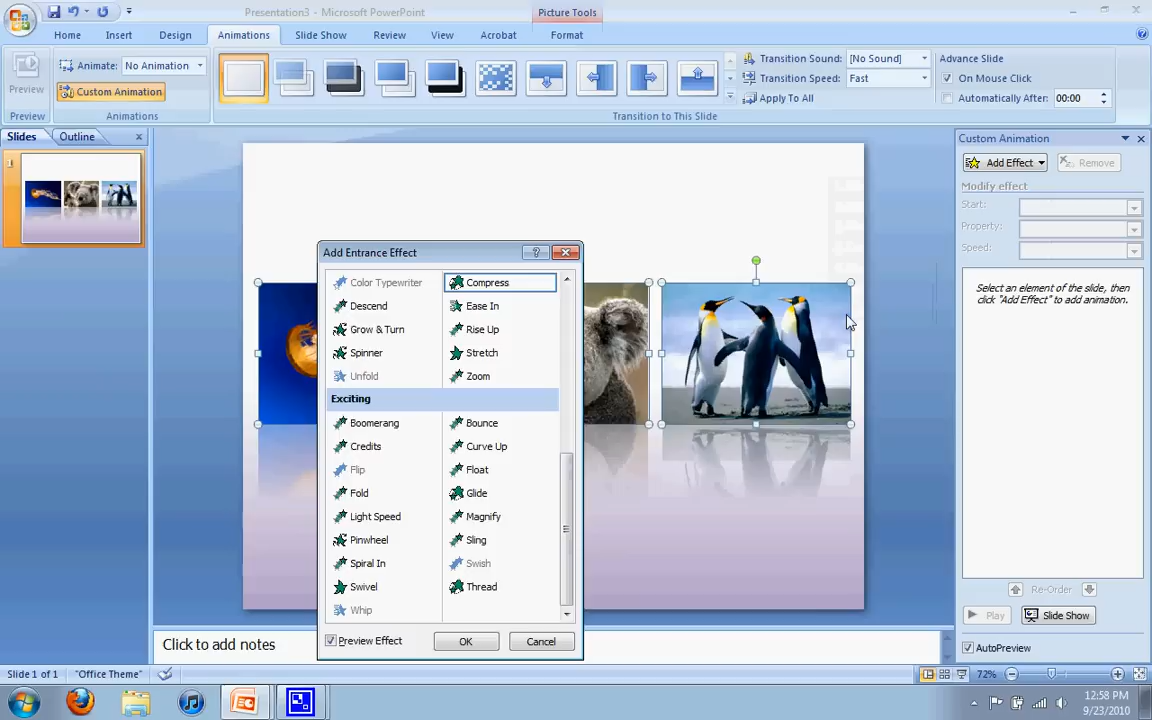 Presentation3 - Microsoft PowerPoint
Picture Tools
Home Insert Design Animations Slide Show Review View Acrobat Format
Preview
Animate: No Animation
Custom Animation
Transition Sound: [No Sound]
Transition Speed: Fast
Apply To All
Advance Slide
On Mouse Click
Automatically After: 00:00
Preview Animations Transition To This Slide
Slides Outline
1
Custom Animation
Add Effect Remove
Modify effect
Start:
Property:
Speed:
Select an element of the slide, then
click "Add Effect" to add animation.
Add Entrance Effect
Color Typewriter Compress
Descend Ease In
Grow & Turn Rise Up
Spinner Stretch
Unfold Zoom
Exciting
Boomerang Bounce
Credits Curve Up
Flip Float
Fold Glide
Light Speed Magnify
Pinwheel Sling
Spiral In Swish
Swivel Thread
Whip
Preview Effect OK Cancel
Re-Order
Play Slide Show
AutoPreview
Click to add notes
Slide 1 of 1 "Office Theme" 72%
12:58 PM
9/23/2010